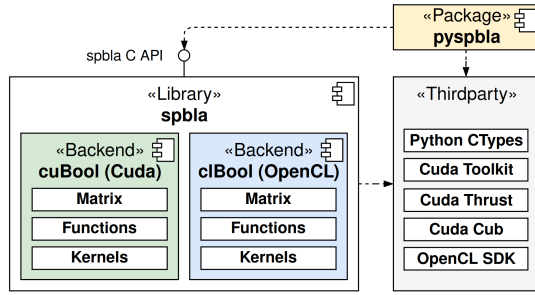 «Package»
pyspbla
spbla C API
«Library»
spbla
«Backend»
cuBool (Cuda)
Matrix
Functions
Kernels
«Backend»
clBool (OpenCL)
Matrix
Functions
Kernels
«Thirdparty»
Python CTypes
Cuda Toolkit
Cuda Thrust
Cuda Cub
OpenCL SDK